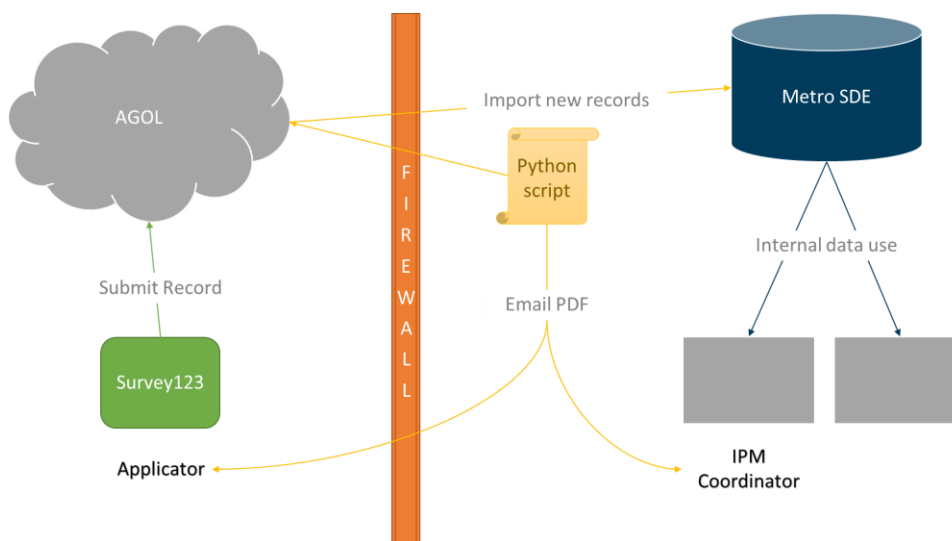 AGOL
Import new records
Metro SDE
Python
script
FIREWALL
Internal data use
Submit Record
Email PDF
Survey123
Applicator
IPM
Coordinator